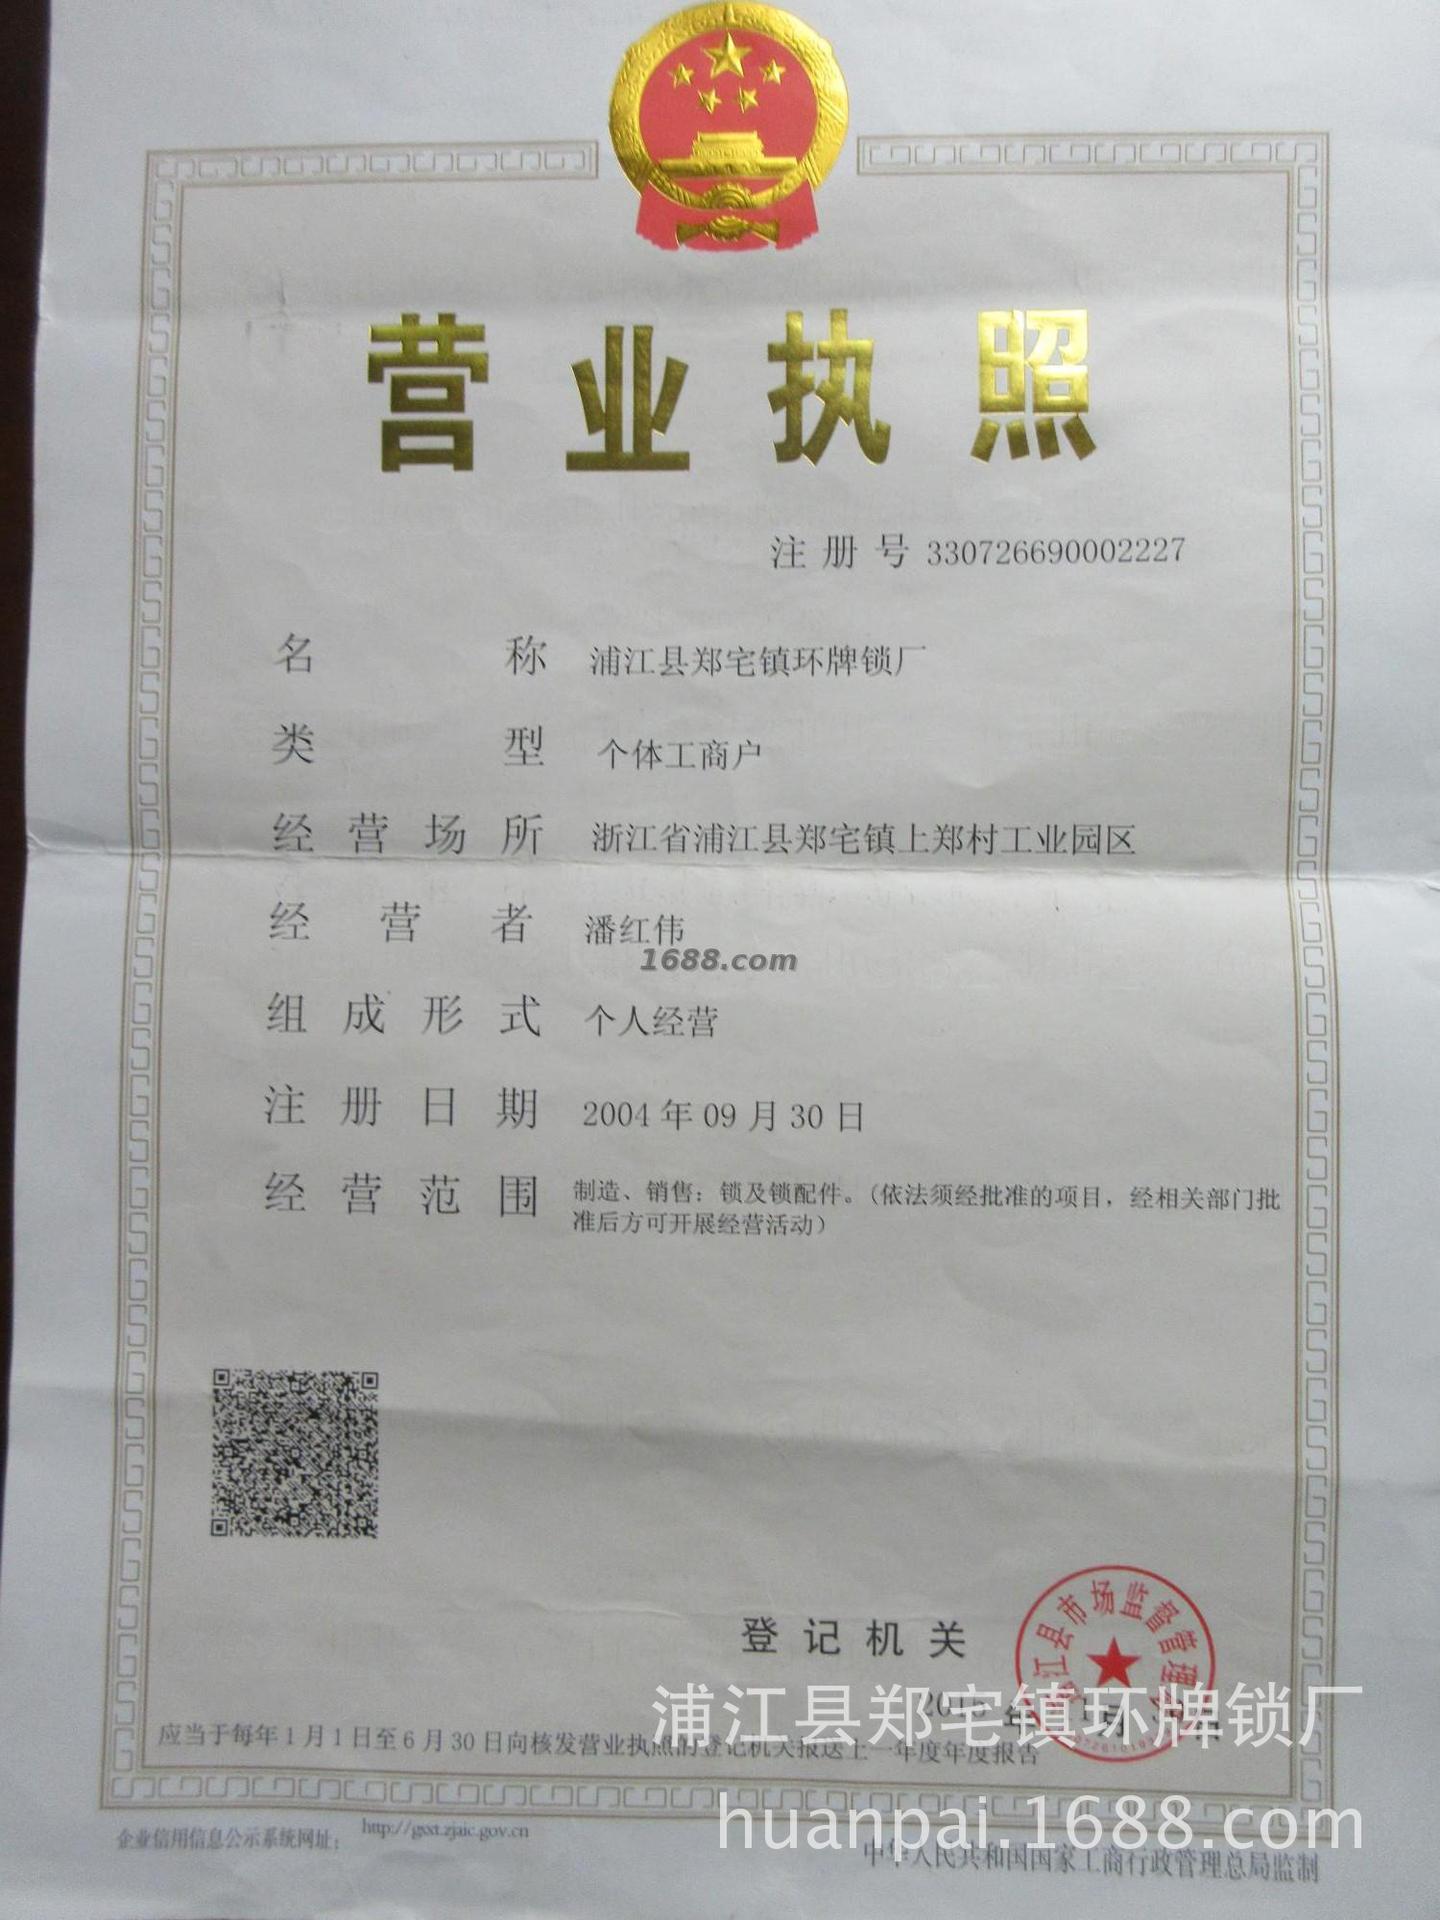 营业执照
注册号 330726690002227
名称 浦江县郑宅镇环牌锁厂
类型 个体工商户
经营场所 浙江省浦江县郑宅镇上郑村工业园区
经营者 潘红伟
1688.com
组成形式 个人经营
注册日期 2004年09月30日
经营范围 制造、销售：锁及锁配件。(依法须经批准的项目，经相关部门批
准后方可开展经营活动)
登记机关
江县市场监督管理
年 月
浦江县郑宅镇环牌锁厂
应当于每年1月1日至6月30日向核发营业执照的登记机关报送上一年度年度报告
huanpai.1688.com
企业信用信息公示系统网址： http://gsxt.zjaic.gov.cn
中华人民共和国国家工商行政管理总局监制